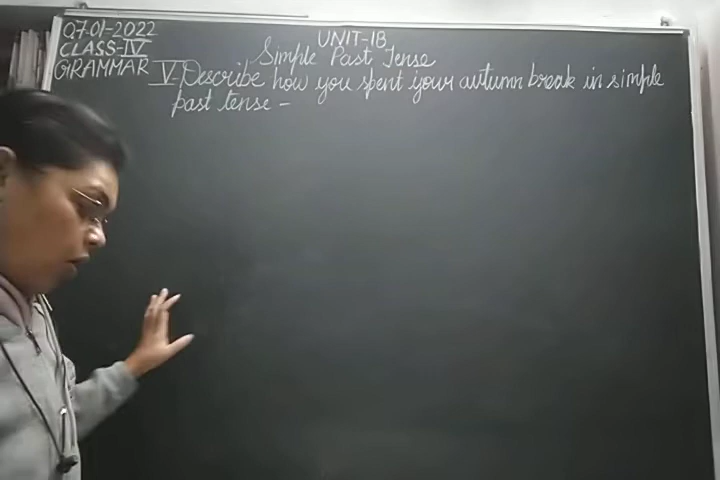 07-01-2022
CLASS-IV
GRAMMAR
UNIT-1B
Simple Past Tense
V- Describe how you spent your autumn break in simple
past tense -